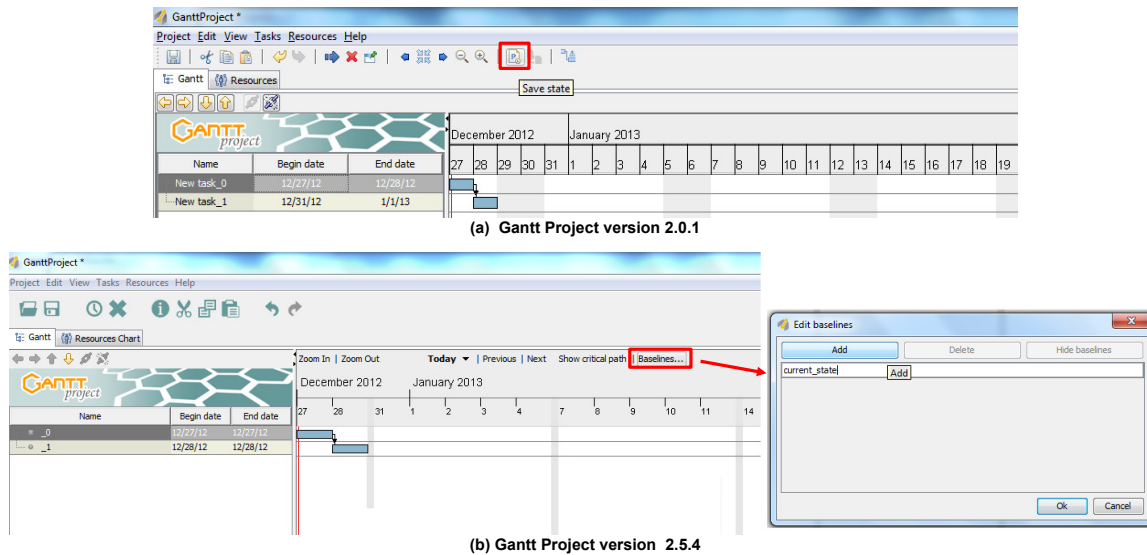 GanttProject *
Project Edit View Tasks Resources Help
Gantt Resources
Save state
GANTT project
December 2012 January 2013
Name Begin date End date
27 28 29 30 31 1 2 3 4 5 6 7 8 9 10 11 12 13 14 15 16 17 18 19
New task_0 12/27/12 12/28/12
New task_1 12/31/12 1/1/13
(a) Gantt Project version 2.0.1
GanttProject *
Project Edit View Tasks Resources Help
Gantt Resources Chart
Zoom In | Zoom Out Today | Previous | Next Show critical path | Baselines...
GANTT project
December 2012 January 2013
Name Begin date End date
27 28 31 1 2 3 4 7 8 9 10 11 14
_0 12/27/12 12/27/12
_1 12/28/12 12/28/12
Edit baselines
Add Delete Hide baselines
current_state
Add
Ok Cancel
(b) Gantt Project version 2.5.4